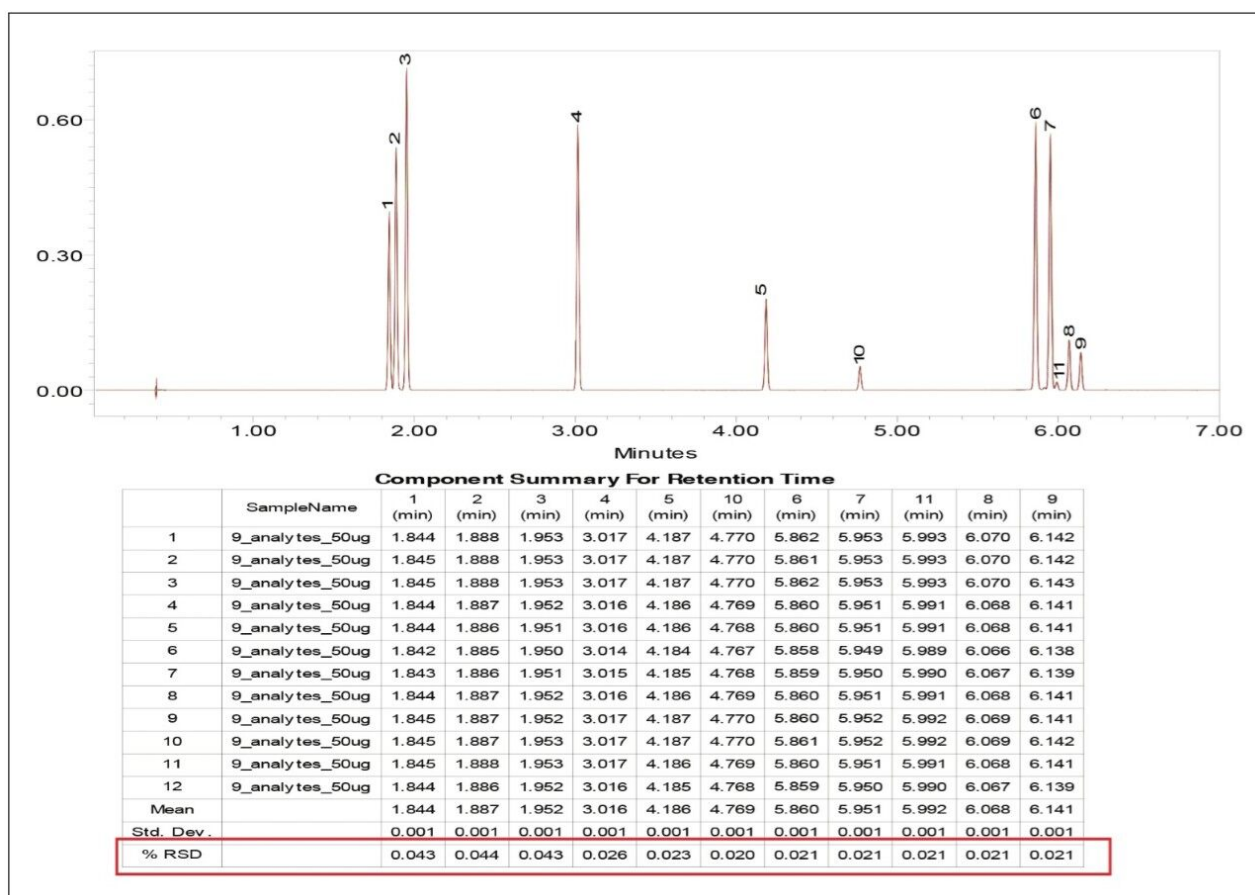 3
0.60
4
6
7
2
1
0.30
5
8
10
9
11
0.00
1.00 2.00 3.00 4.00 5.00 6.00 7.00
Minutes
Component Summary For Retention Time
SampleName 1 (min) 2 (min) 3 (min) 4 (min) 5 (min) 10 (min) 6 (min) 7 (min) 11 (min) 8 (min) 9 (min)
1 9_analytes_50ug 1.844 1.888 1.953 3.017 4.187 4.770 5.862 5.953 5.993 6.070 6.142
2 9_analytes_50ug 1.845 1.888 1.953 3.017 4.187 4.770 5.861 5.953 5.993 6.070 6.142
3 9_analytes_50ug 1.845 1.888 1.953 3.017 4.187 4.770 5.862 5.953 5.993 6.070 6.143
4 9_analytes_50ug 1.844 1.887 1.952 3.016 4.186 4.769 5.860 5.951 5.991 6.068 6.141
5 9_analytes_50ug 1.844 1.886 1.951 3.016 4.186 4.768 5.860 5.951 5.991 6.068 6.141
6 9_analytes_50ug 1.842 1.885 1.950 3.014 4.184 4.767 5.858 5.949 5.989 6.066 6.138
7 9_analytes_50ug 1.843 1.886 1.951 3.015 4.185 4.768 5.859 5.950 5.990 6.067 6.139
8 9_analytes_50ug 1.844 1.887 1.952 3.016 4.186 4.769 5.860 5.951 5.991 6.068 6.141
9 9_analytes_50ug 1.845 1.887 1.952 3.017 4.187 4.770 5.860 5.952 5.992 6.069 6.141
10 9_analytes_50ug 1.845 1.887 1.953 3.017 4.187 4.770 5.861 5.952 5.992 6.069 6.142
11 9_analytes_50ug 1.845 1.888 1.953 3.017 4.186 4.769 5.860 5.951 5.991 6.068 6.141
12 9_analytes_50ug 1.844 1.886 1.952 3.016 4.185 4.768 5.859 5.950 5.990 6.067 6.139
Mean 1.844 1.887 1.952 3.016 4.186 4.769 5.860 5.951 5.992 6.068 6.141
Std. Dev. 0.001 0.001 0.001 0.001 0.001 0.001 0.001 0.001 0.001 0.001 0.001
% RSD 0.043 0.044 0.043 0.026 0.023 0.020 0.021 0.021 0.021 0.021 0.021